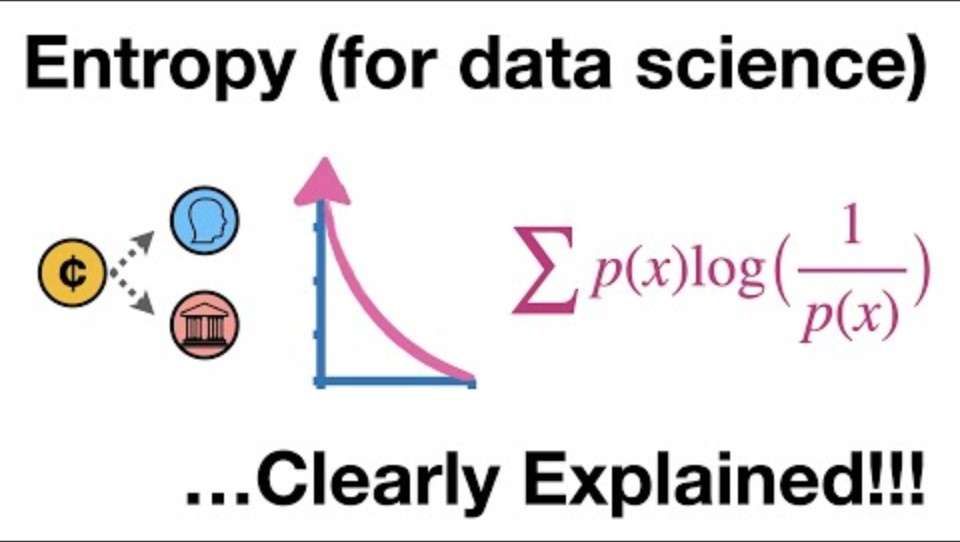 Entropy (for data science)
¢
∑ p(x)log(1/p(x))
...Clearly Explained!!!